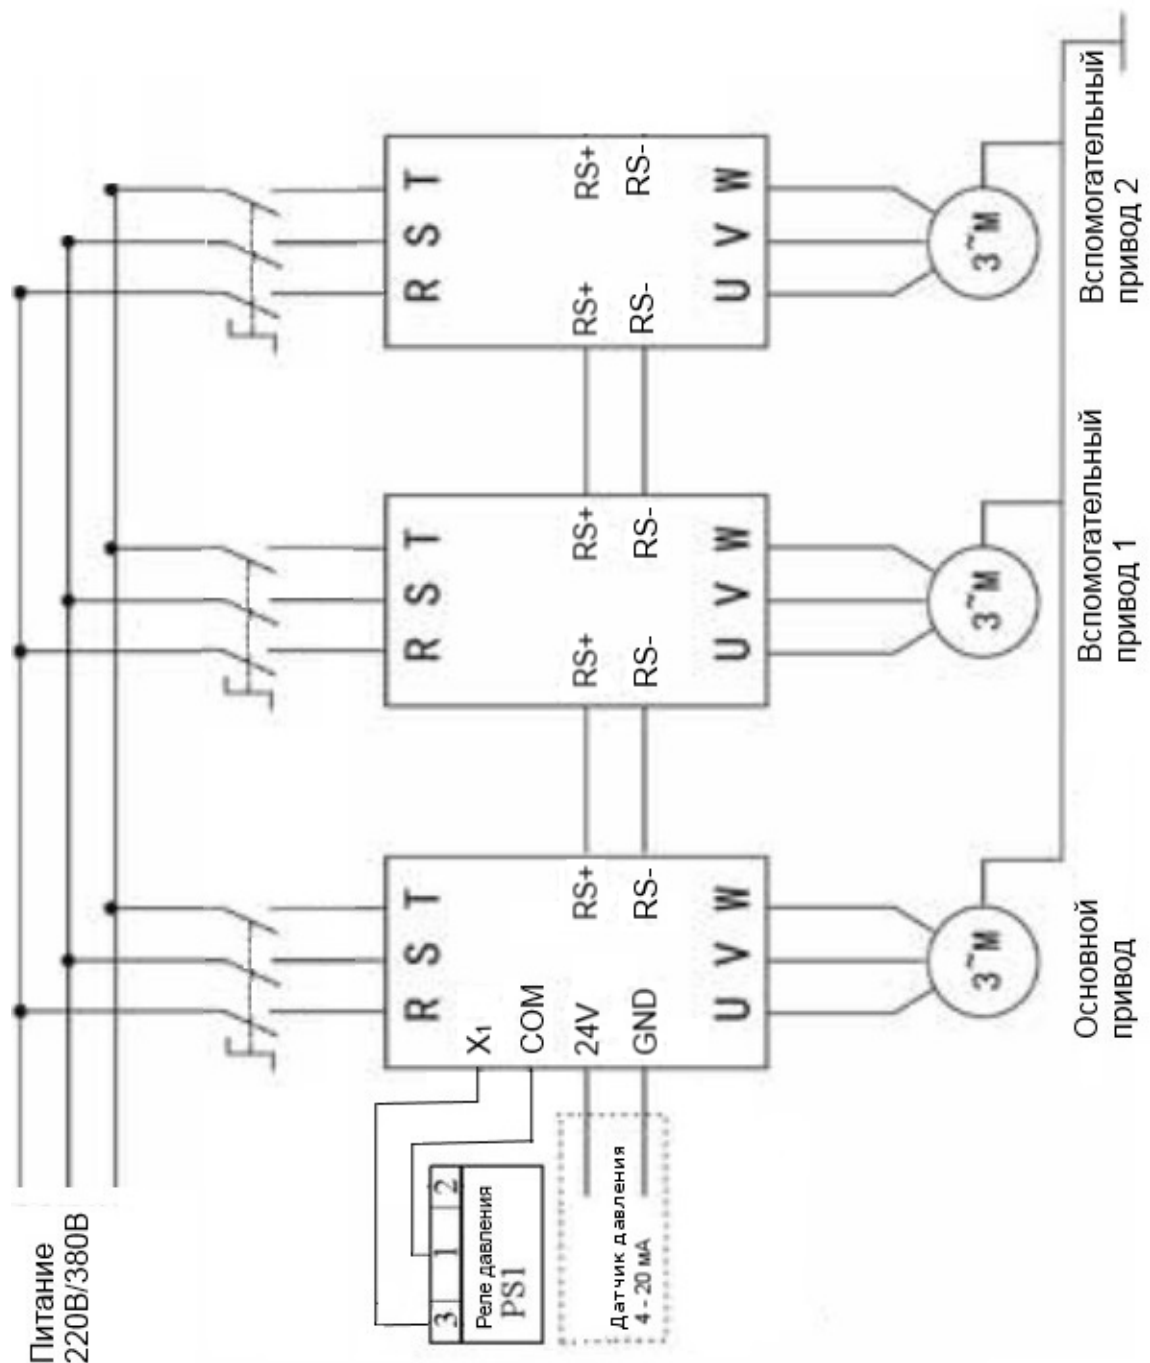 Питание
220В/380В
R S T
X1
COM
24V
GND
RS+
RS-
U V W
3~М
Основной
привод
3 1 2
Реле давления
PS1
Датчик давления
4 - 20 мА
R S T
RS+ RS+
RS- RS-
U V W
3~М
Вспомогательный
привод 1
R S T
RS+ RS+
RS- RS-
U V W
3~М
Вспомогательный
привод 2